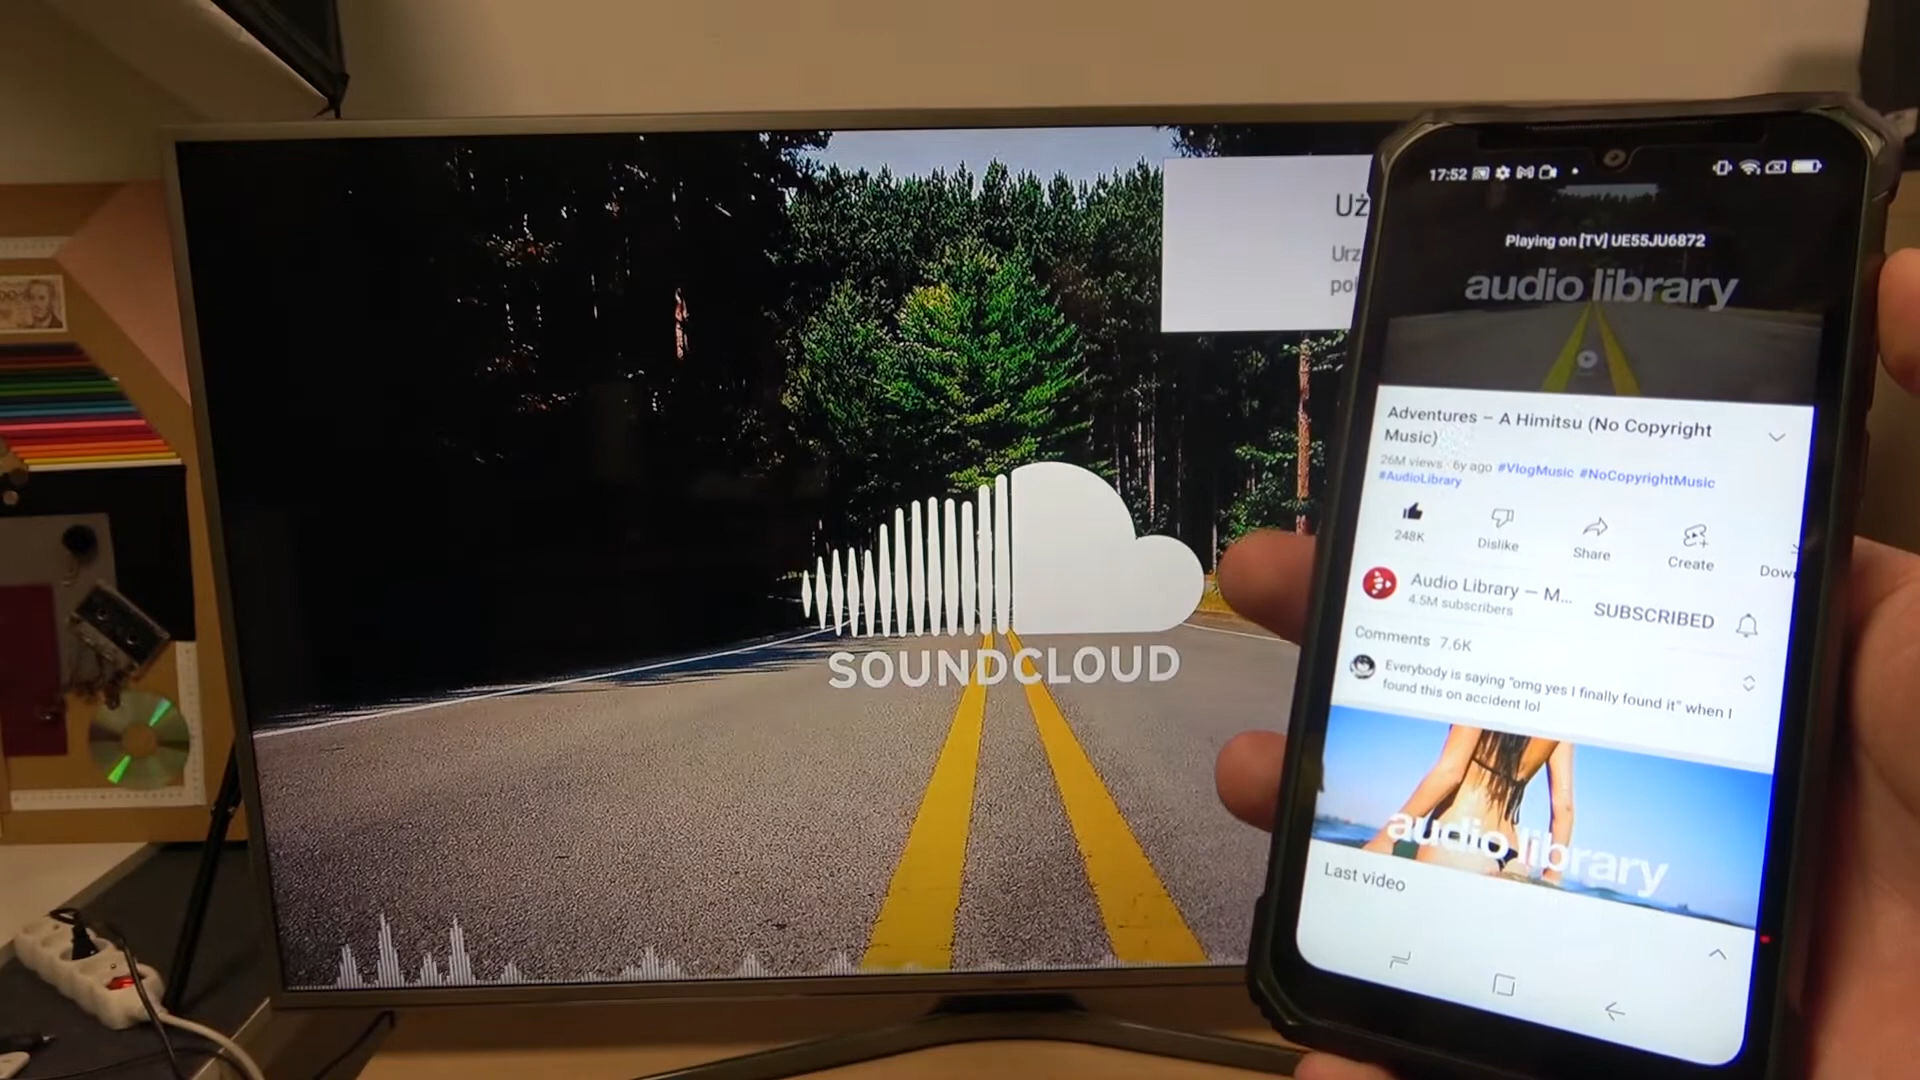 SOUNDCLOUD
Uż
Urz
17:52
Playing on [TV] UE55JU6872
audio library
Adventures – A Himitsu (No Copyright
Music)
26M views · 6y ago #VlogMusic #NoCopyrightMusic
#AudioLibrary
248K
Dislike
Share
Create
Down
Audio Library — M...
4.5M subscribers
SUBSCRIBED
Comments 7.6K
Everybody is saying "omg yes I finally found it" when I
found this on accident lol
audio library
Last video